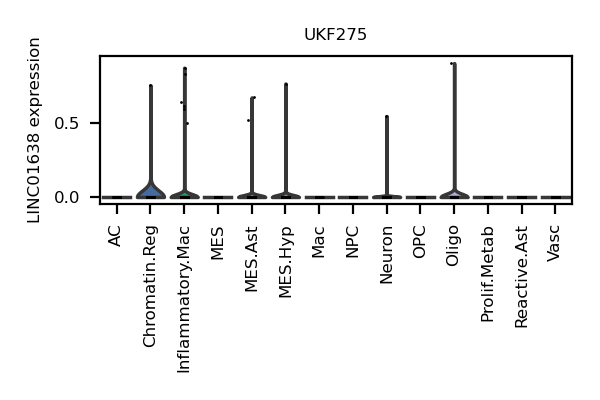 UKF275
LINC01638 expression
0.5
0.0
AC
Chromatin.Reg
Inflammatory.Mac
MES
MES.Ast
MES.Hyp
Mac
NPC
Neuron
OPC
Oligo
Prolif.Metab
Reactive.Ast
Vasc